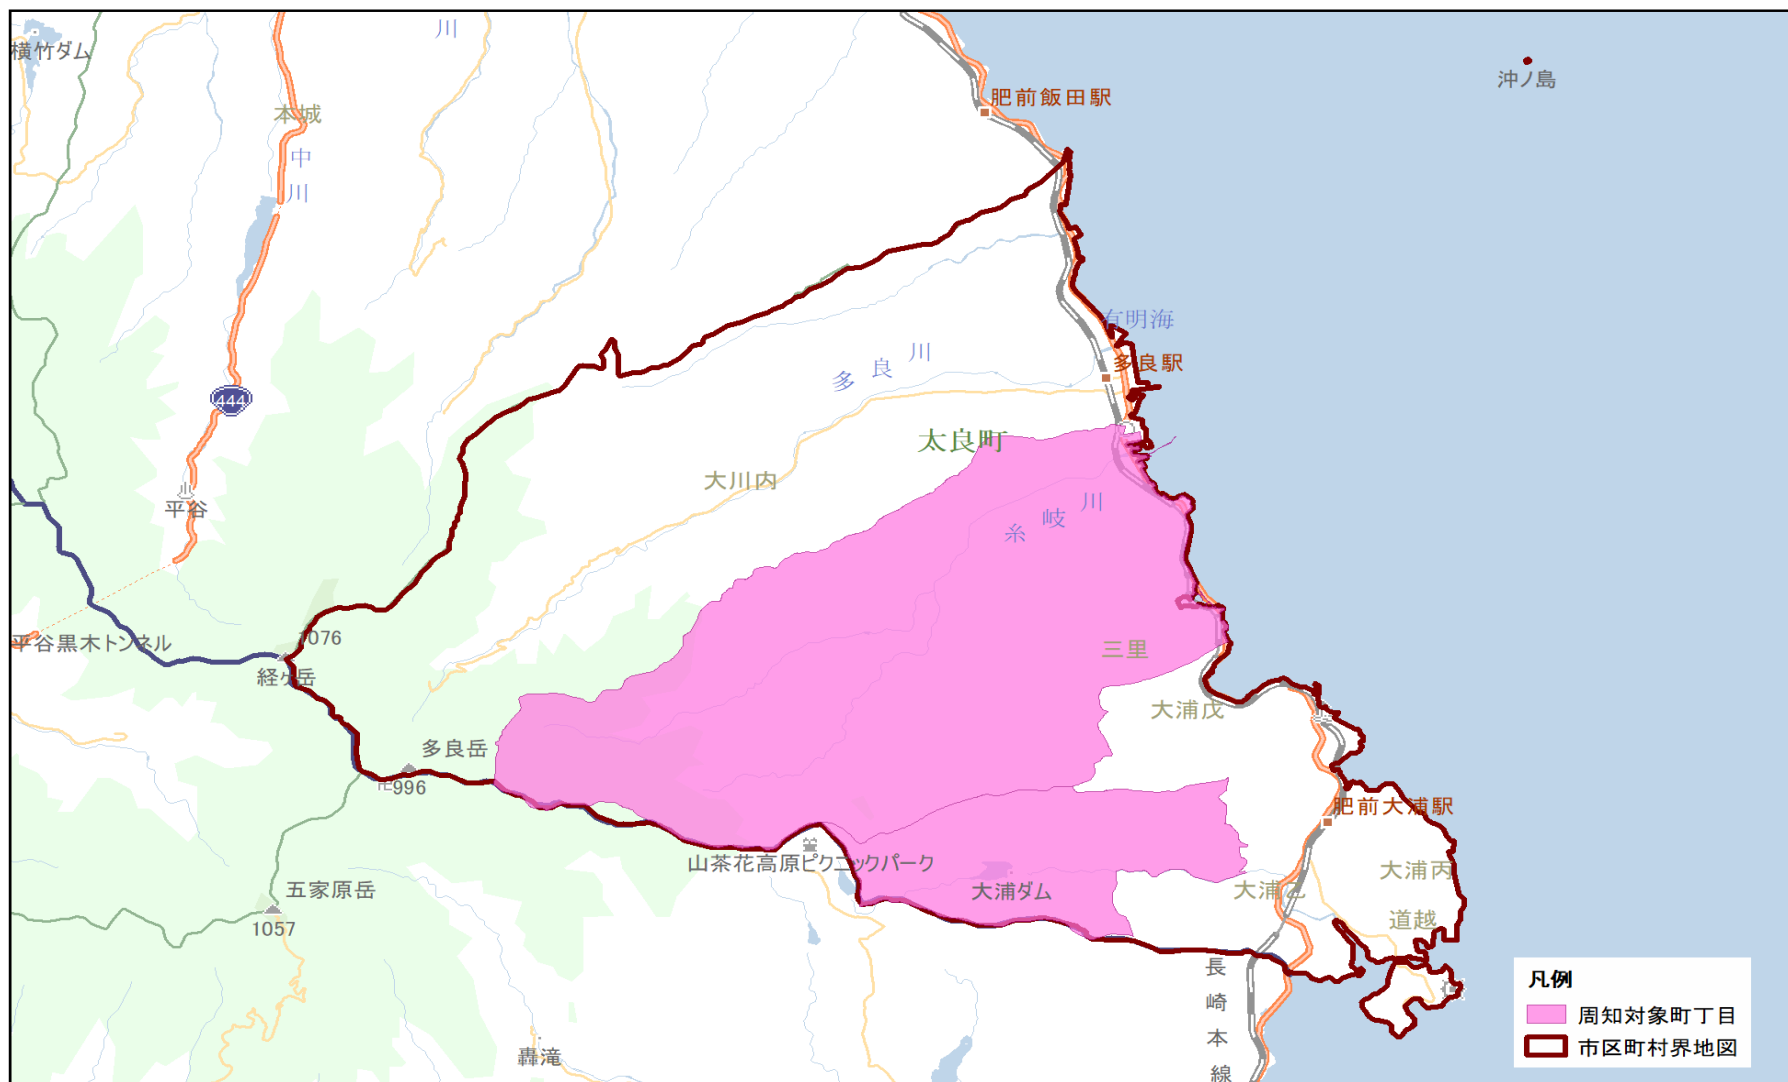 川
横竹ダム
沖ノ島
肥前飯田駅
本城
中川
有明海
多良駅
多良川
444
太良町
大川内
平谷
糸岐川
1076
平谷黒木トンネル
経ヶ岳
三里
大浦戊
多良岳
996
肥前大浦駅
山茶花高原ピクニックパーク
大浦丙
五家原岳
大浦ダム
大浦乙
道越
1057
長崎本線
轟滝
凡例
周知対象町丁目
市区町村界地図